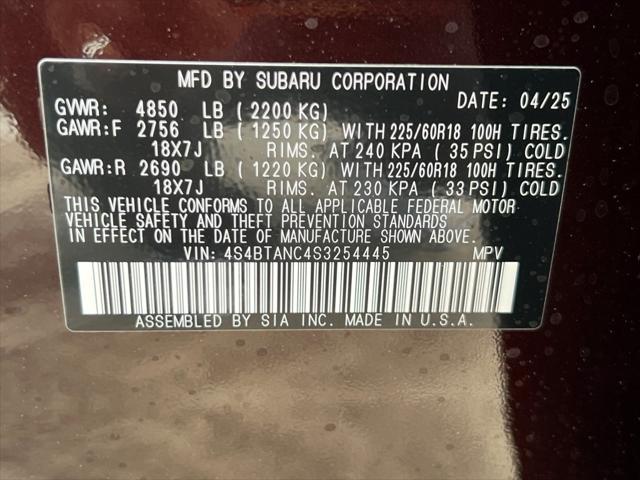 MFD BY SUBARU CORPORATION
DATE: 04/25
GVWR: 4850 LB ( 2200 KG)
GAWR:F 2756 LB ( 1250 KG) WITH 225/60R18 100H TIRES.
18X7J RIMS. AT 240 KPA ( 35 PSI) COLD
GAWR:R 2690 LB ( 1220 KG) WITH 225/60R18 100H TIRES.
18X7J RIMS. AT 230 KPA ( 33 PSI) COLD
THIS VEHICLE CONFORMS TO ALL APPLICABLE FEDERAL MOTOR
VEHICLE SAFETY AND THEFT PREVENTION STANDARDS
IN EFFECT ON THE DATE OF MANUFACTURE SHOWN ABOVE.
VIN: 4S4BTANC4S3254445 MPV
ASSEMBLED BY SIA INC. MADE IN U.S.A.